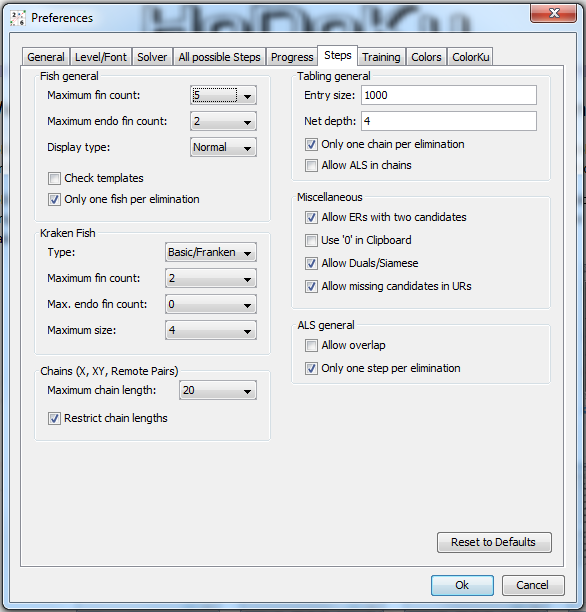 Preferences
General Level/Font Solver All possible Steps Progress Steps Training Colors ColorKu
Fish general
Maximum fin count: 5
Maximum endo fin count: 2
Display type: Normal
Check templates
Only one fish per elimination
Kraken Fish
Type: Basic/Franken
Maximum fin count: 2
Max. endo fin count: 0
Maximum size: 4
Chains (X, XY, Remote Pairs)
Maximum chain length: 20
Restrict chain lengths
Tabling general
Entry size: 1000
Net depth: 4
Only one chain per elimination
Allow ALS in chains
Miscellaneous
Allow ERs with two candidates
Use '0' in Clipboard
Allow Duals/Siamese
Allow missing candidates in URs
ALS general
Allow overlap
Only one step per elimination
Reset to Defaults
Ok Cancel